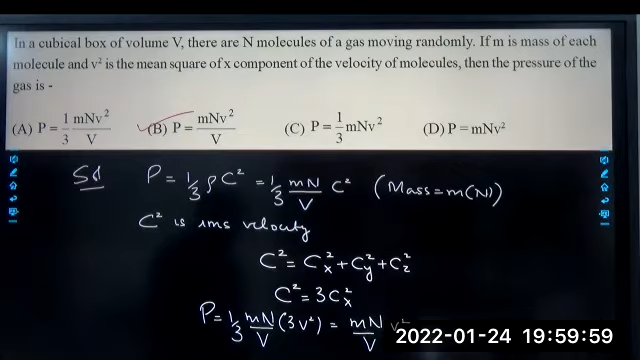 In a cubical box of volume V, there are N molecules of a gas moving randomly. If m is mass of each
molecule and v² is the mean square of x component of the velocity of molecules, then the pressure of the
gas is -
(A) P = 1/3 mNv²/V (B) P = mNv²/V (C) P = 1/3 mNv² (D) P = mNv²
Sol P = 1/3 ρC² = 1/3 mN/V C² (Mass = m(N))
C² is rms velocity
C² = Cx² + Cy² + Cz²
C² = 3Cx²
P = 1/3 mN/V (3v²) = mN/V v²
2022-01-24 19:59:59